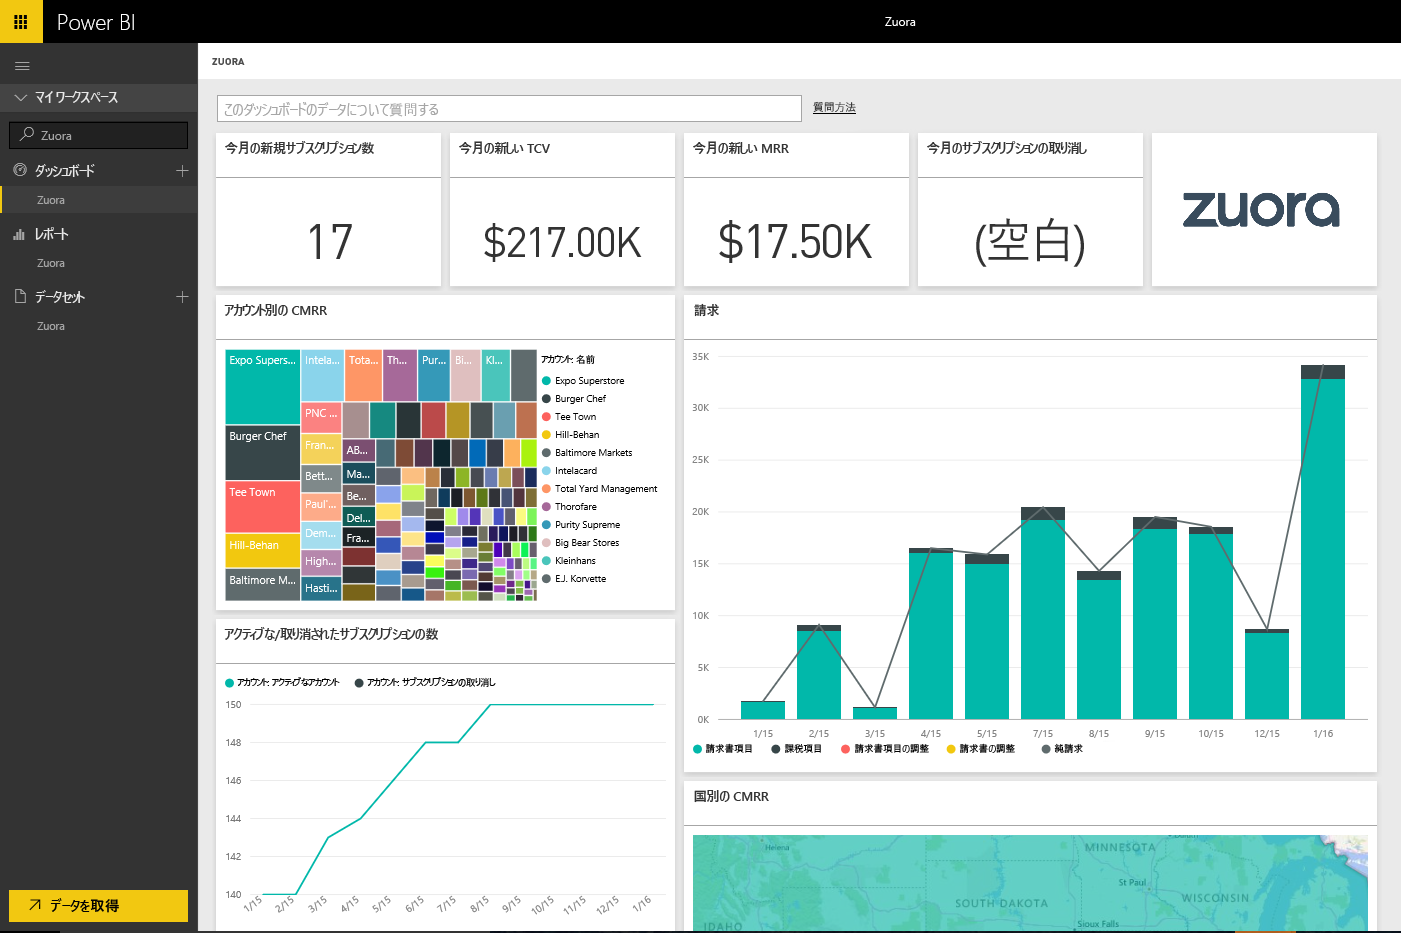 Power BI
Zuora
マイ ワークスペース
Zuora
ダッシュボード
Zuora
レポート
Zuora
データセット
Zuora
データを取得
ZUORA
このダッシュボードのデータについて質問する
質問方法
今月の新規サブスクリプション数
17
今月の新しい TCV
$217.00K
今月の新しい MRR
$17.50K
今月のサブスクリプションの取り消し
(空白)
zuora
アカウント別の CMRR
Expo Supers...
Intela...
Tota...
Th...
Pur...
Bi...
Kl...
PNC ...
Burger Chef
Fran...
AB...
Bett...
Ma...
Tee Town
Paul'...
Be...
Del...
Dem...
Fra...
Hill-Behan
High...
Baltimore M...
Hasti...
アカウント: 名前
Expo Superstore
Burger Chef
Tee Town
Hill-Behan
Baltimore Markets
Intelacard
Total Yard Management
Thorofare
Purity Supreme
Big Bear Stores
Kleinhans
E.J. Korvette
請求
35K
30K
25K
20K
15K
10K
5K
0K
1/15 2/15 3/15 4/15 5/15 7/15 8/15 9/15 10/15 12/15 1/16
請求書項目 課税項目 請求書項目の調整 請求書の調整 純請求
アクティブな/取り消されたサブスクリプションの数
アカウント: アクティブなアカウント アカウント: サブスクリプションの取り消し
150
148
146
144
142
140
1/15 2/15 3/15 4/15 5/15 6/15 7/15 8/15 9/15 10/15 11/15 12/15 1/16
国別の CMRR
Helena
MINNESOTA
St Paul
WISCONSIN
SOUTH DAKOTA
Sioux Falls
IDAHO